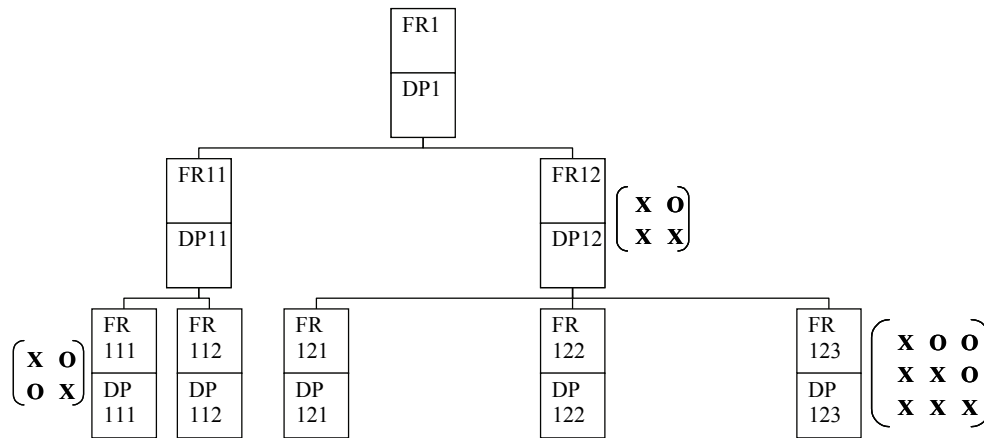 FR1
DP1
FR11
DP11
FR12
DP12
X O
X X
X O
O X
FR
111
DP
111
FR
112
DP
112
FR
121
DP
121
FR
122
DP
122
FR
123
DP
123
X O O
X X O
X X X